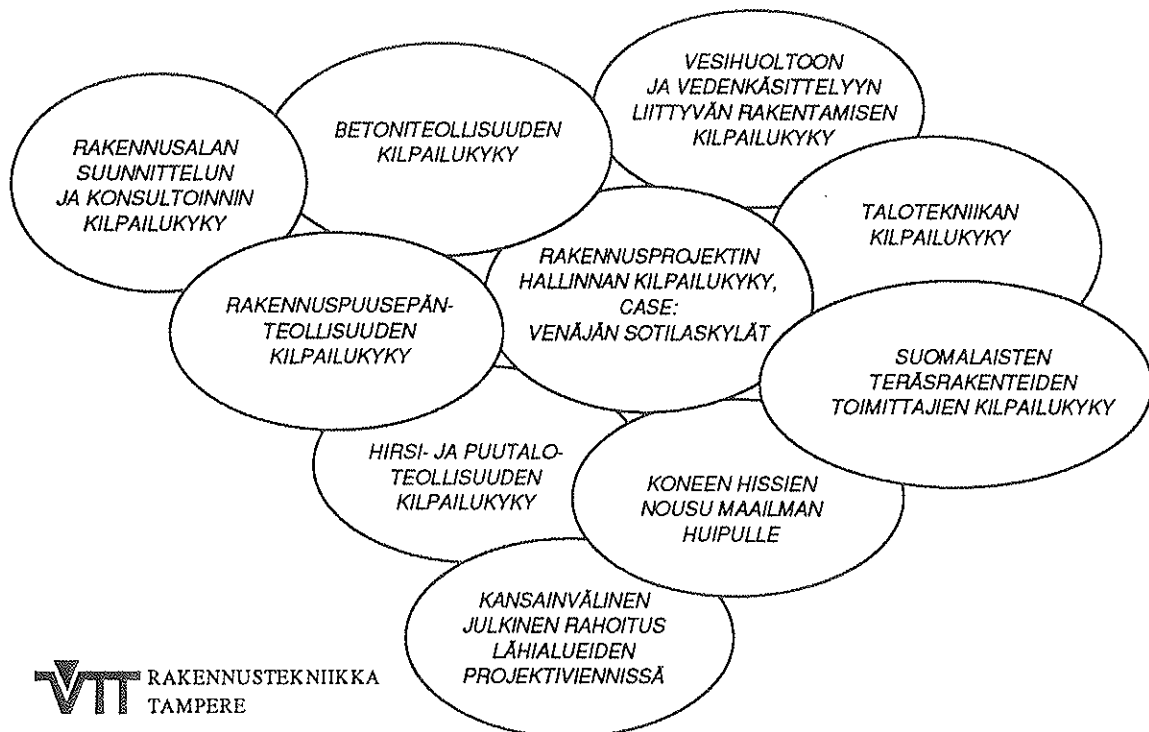 VESIHUOLTOON
JA VEDENKÄSITTELYYN
LIITTYVÄN RAKENTAMISEN
KILPAILUKYKY
BETONITEOLLISUUDEN
KILPAILUKYKY
RAKENNUSALAN
SUUNNITTELUN
JA KONSULTOINNIN
KILPAILUKYKY
TALOTEKNIIKAN
KILPAILUKYKY
RAKENNUSPROJEKTIN
HALLINNAN KILPAILUKYKY,
CASE:
VENÄJÄN SOTILASKYLÄT
RAKENNUSPUUSEPÄN-
TEOLLISUUDEN
KILPAILUKYKY
SUOMALAISTEN
TERÄSRAKENTEIDEN
TOIMITTAJIEN KILPAILUKYKY
HIRSI- JA PUUTALO-
TEOLLISUUDEN
KILPAILUKYKY
KONEEN HISSIEN
NOUSU MAAILMAN
HUIPULLE
KANSAINVÄLINEN
JULKINEN RAHOITUS
LÄHIALUEIDEN
PROJEKTIVIENNISSÄ
VTT RAKENNUSTEKNIIKKA
TAMPERE